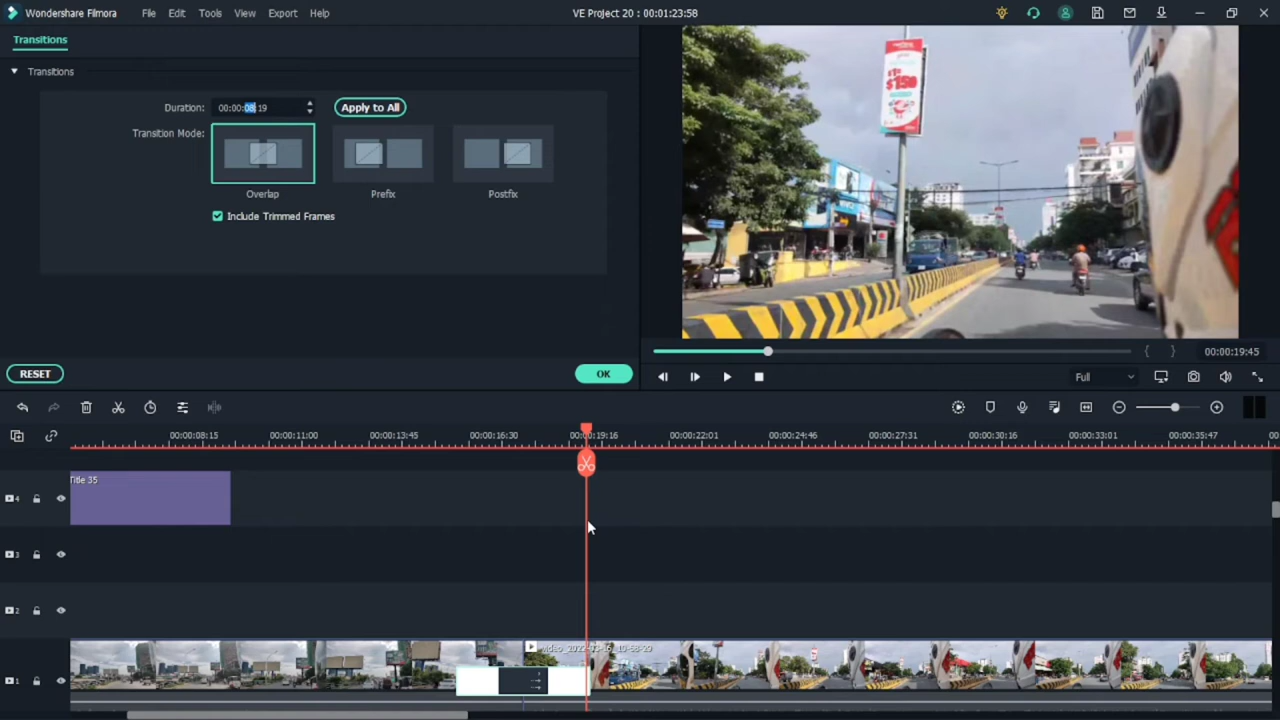 Wondershare Filmora
File
Edit
Tools
View
Export
Help
VE Project 20 : 00:01:23:58
Transitions
Transitions
Duration:
00:00:08:19
Apply to All
Transition Mode:
Overlap
Prefix
Postfix
Include Trimmed Frames
RESET
OK
$150
Full
00:00:19:45
00:00:08:15
00:00:11:00
00:00:13:45
00:00:16:30
00:00:19:16
00:00:22:01
00:00:24:46
00:00:27:31
00:00:30:16
00:00:33:01
00:00:35:47
00
Title 35
4
3
2
1